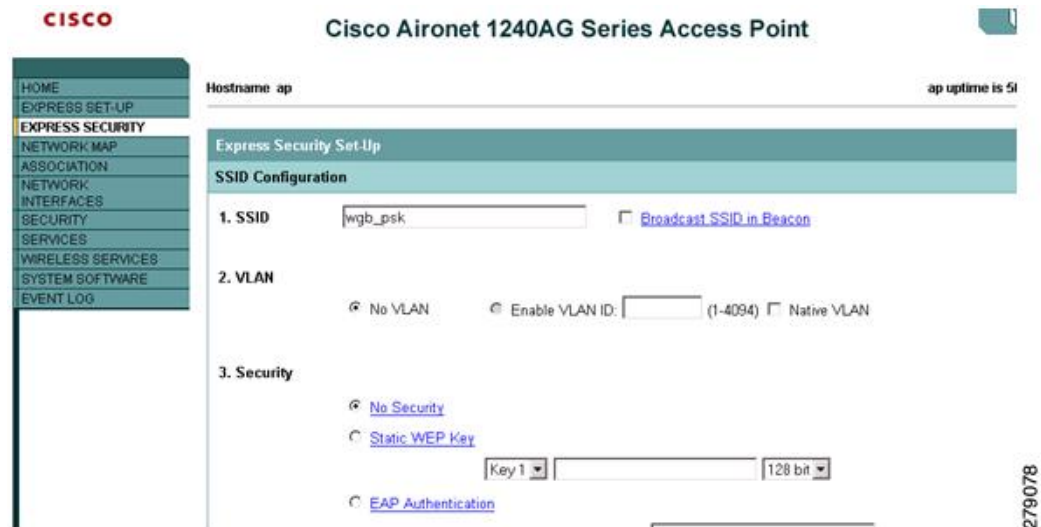 CISCO
Cisco Aironet 1240AG Series Access Point
HOME
EXPRESS SET-UP
EXPRESS SECURITY
NETWORK MAP
ASSOCIATION
NETWORK
INTERFACES
SECURITY
SERVICES
WIRELESS SERVICES
SYSTEM SOFTWARE
EVENT LOG
Hostname ap
ap uptime is
Express Security Set-Up
SSID Configuration
1. SSID wgb_psk Broadcast SSID in Beacon
2. VLAN
No VLAN Enable VLAN ID: (1-4094) Native VLAN
3. Security
No Security
Static WEP Key
Key 1 128 bit
EAP Authentication
279078